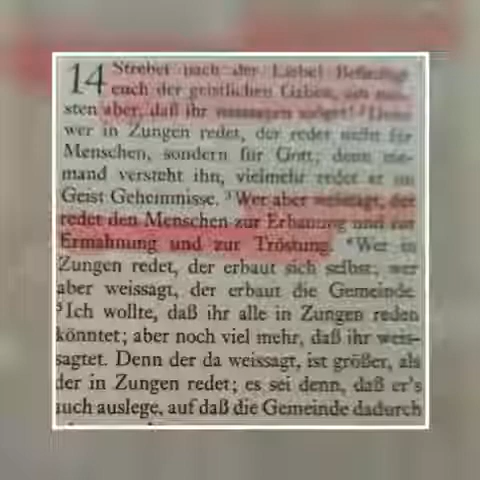 14 Strebet nach der Liebe! Befleißigt
euch der geistlichen Gaben, am mei-
sten aber, daß ihr weissagen möget! ²Denn
wer in Zungen redet, der redet nicht für
Menschen, sondern für Gott; denn nie-
mand versteht ihn, vielmehr redet er im
Geist Geheimnisse. ³Wer aber weissagt, der
redet den Menschen zur Erbauung und zur
Ermahnung und zur Tröstung. ⁴Wer in
Zungen redet, der erbaut sich selbst; wer
aber weissagt, der erbaut die Gemeinde.
⁵Ich wollte, daß ihr alle in Zungen reden
könntet; aber noch viel mehr, daß ihr weis-
sagtet. Denn der da weissagt, ist größer, als
der in Zungen redet; es sei denn, daß er's
auch auslege, auf daß die Gemeinde dadurch